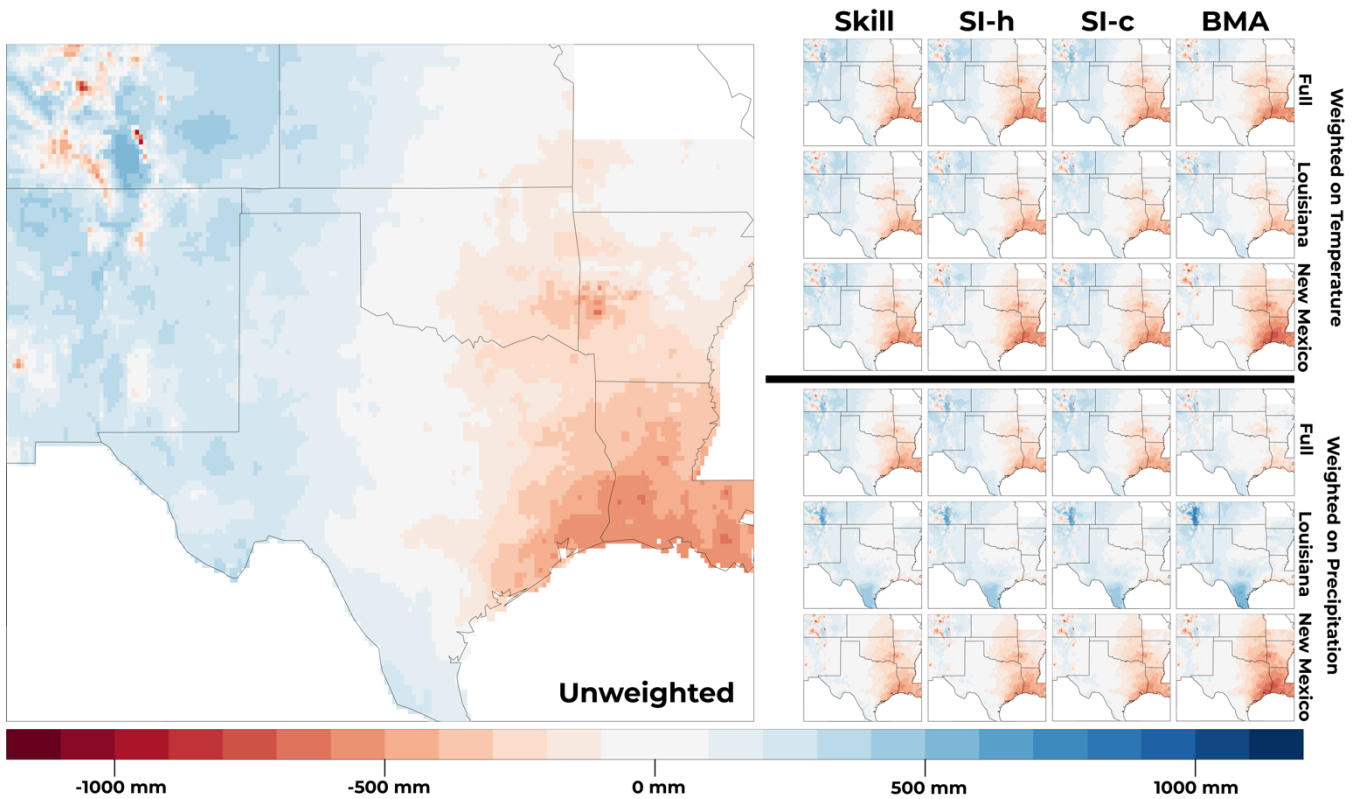 Skill SI-h SI-c BMA
Full
Louisiana
New Mexico
Weighted on Temperature
Full
Louisiana
New Mexico
Weighted on Precipitation
Unweighted
-1000 mm -500 mm 0 mm 500 mm 1000 mm